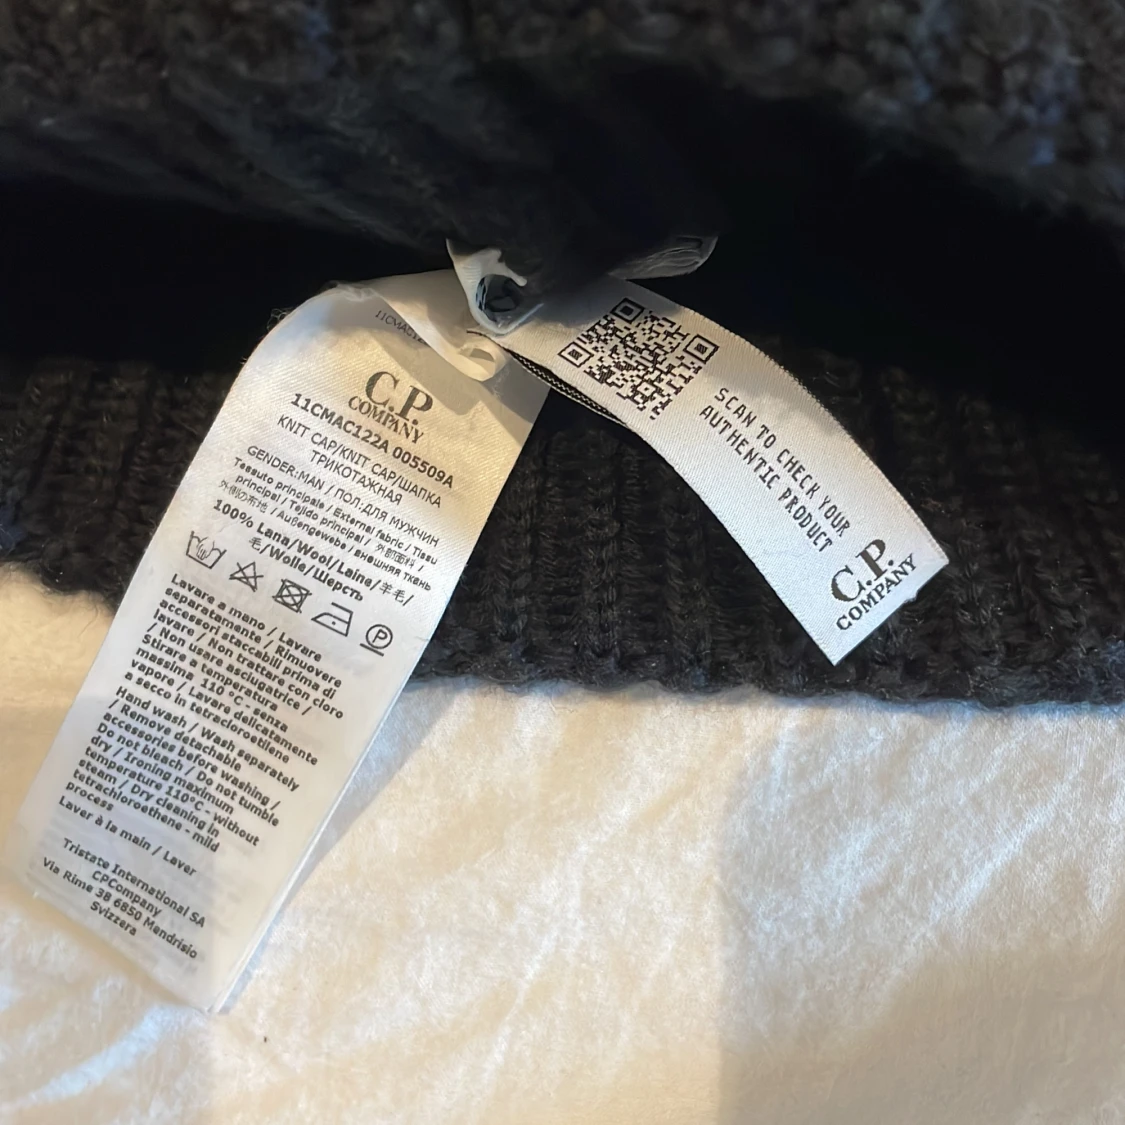 11CMAC1
C.P.
COMPANY
11CMAC122A 005509A
KNIT CAP/KNIT CAP/ШАПКА
ТРИКОТАЖНАЯ
GENDER:MAN / ПОЛ:ДЛЯ МУЖЧИН
Tessuto principale / External fabric / Tissu
principal / Tejido principal / 外部面料 /
外側の布地 / Außengewebe / внешняя ткань
100% Lana/Wool/Laine/羊毛/
毛/Wolle/Шерсть
P
Lavare a mano / Lavare
separatamente / Rimuovere
accessori staccabili prima di
lavare / Non trattare con cloro
/ Non usare asciugatrice /
Stirare a temperatura
massima 110 °C - senza
vapore / Lavare delicatamente
a secco in tetracloroetilene
Hand wash / Wash separately
/ Remove detachable
accessories before washing /
Do not bleach / Do not tumble
dry / Ironing maximum
temperature 110°C - without
steam / Dry cleaning in
tetrachloroethene - mild
process
Laver à la main / Laver
Tristate International SA
CPCompany
Via Rime 38 6850 Mendrisio
Svizzera
SCAN TO CHECK YOUR
AUTHENTIC PRODUCT
C.P.
COMPANY